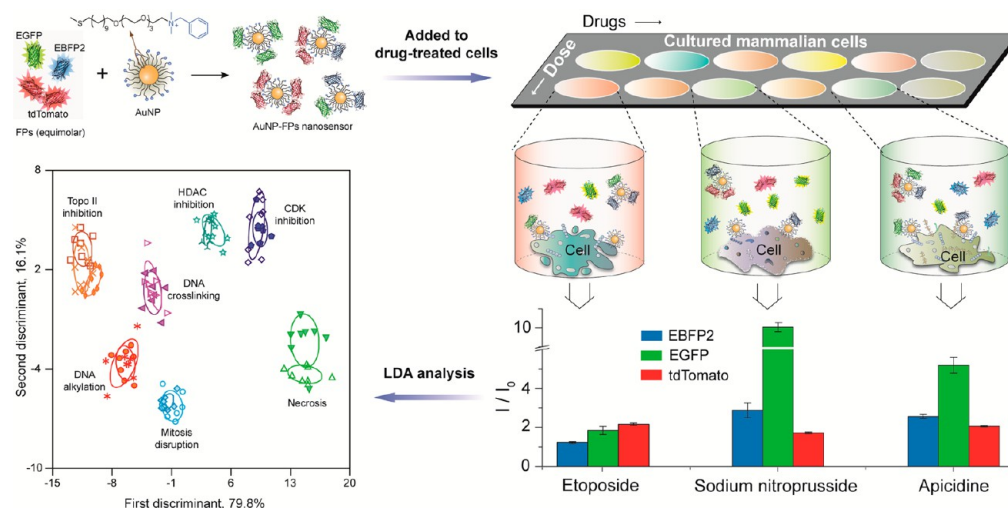 S
9
O
O
3
N
+
EGFP
EBFP2
tdTomato
FPs (equimolar)
+
AuNP
AuNP-FPs nanosensor
Added to
drug-treated cells
Drugs
Dose
Cultured mammalian cells
Cell
Cell
Cell
8
2
-4
-10
Second discriminant, 16.1%
Topo II
inhibition
HDAC
inhibition
CDK
inhibition
DNA
crosslinking
DNA
alkylation
Mitosis
disruption
Necrosis
-15
-8
-1
6
13
20
First discriminant, 79.8%
LDA analysis
I / I0
10
6
4
2
0
EBFP2
EGFP
tdTomato
Etoposide
Sodium nitroprusside
Apicidine